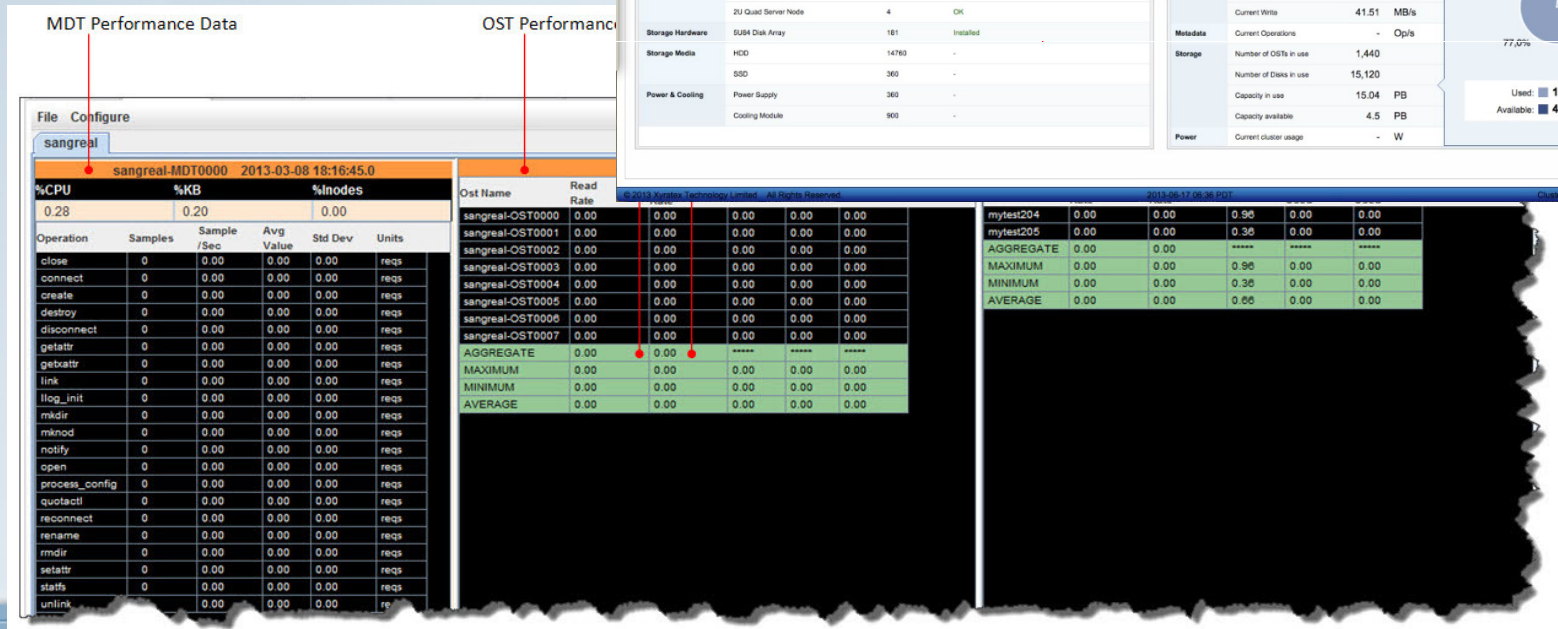 MDT Performance Data
OST Performance
2U Quad Server Node 4 OK
Storage Hardware 5U84 Disk Array 181 Installed
Storage Media HDD 14760 -
SSD 360 -
Power & Cooling Power Supply 360 -
Cooling Module 900 -
Current Write 41.51 MB/s
Metadata Current Operations - Op/s
Storage Number of OSTs in use 1,440
Number of Disks in use 15,120
Capacity in use 15.04 PB
Capacity available 4.5 PB
Power Current cluster usage - W
77,0%
Used: 1
Available: 4
© 2013 Xyratex Technology Limited All Rights Reserved. 2013-06-17 06:36 PDT Cluste
File Configure
sangreal
sangreal-MDT0000 2013-03-08 18:16:45.0
%CPU %KB %Inodes
0.28 0.20 0.00
Operation Samples Sample /Sec Avg Value Std Dev Units
close 0 0.00 0.00 0.00 reqs
connect 0 0.00 0.00 0.00 reqs
create 0 0.00 0.00 0.00 reqs
destroy 0 0.00 0.00 0.00 reqs
disconnect 0 0.00 0.00 0.00 reqs
getattr 0 0.00 0.00 0.00 reqs
getxattr 0 0.00 0.00 0.00 reqs
link 0 0.00 0.00 0.00 reqs
llog_init 0 0.00 0.00 0.00 reqs
mkdir 0 0.00 0.00 0.00 reqs
mknod 0 0.00 0.00 0.00 reqs
notify 0 0.00 0.00 0.00 reqs
open 0 0.00 0.00 0.00 reqs
process_config 0 0.00 0.00 0.00 reqs
quotactl 0 0.00 0.00 0.00 reqs
reconnect 0 0.00 0.00 0.00 reqs
rename 0 0.00 0.00 0.00 reqs
rmdir 0 0.00 0.00 0.00 reqs
setattr 0 0.00 0.00 0.00 reqs
statfs 0 0.00 0.00 0.00 reqs
unlink 0.00 0.00 0.00
Ost Name Read Rate
sangreal-OST0000 0.00 0.00 0.00 0.00 0.00
sangreal-OST0001 0.00 0.00 0.00 0.00 0.00
sangreal-OST0002 0.00 0.00 0.00 0.00 0.00
sangreal-OST0003 0.00 0.00 0.00 0.00 0.00
sangreal-OST0004 0.00 0.00 0.00 0.00 0.00
sangreal-OST0005 0.00 0.00 0.00 0.00 0.00
sangreal-OST0006 0.00 0.00 0.00 0.00 0.00
sangreal-OST0007 0.00 0.00 0.00 0.00 0.00
AGGREGATE 0.00 0.00 ***** ***** *****
MAXIMUM 0.00 0.00 0.00 0.00 0.00
MINIMUM 0.00 0.00 0.00 0.00 0.00
AVERAGE 0.00 0.00 0.00 0.00 0.00
mytest204 0.00 0.00 0.96 0.00 0.00
mytest205 0.00 0.00 0.36 0.00 0.00
AGGREGATE 0.00 0.00 ***** ***** *****
MAXIMUM 0.00 0.00 0.96 0.00 0.00
MINIMUM 0.00 0.00 0.36 0.00 0.00
AVERAGE 0.00 0.00 0.66 0.00 0.00